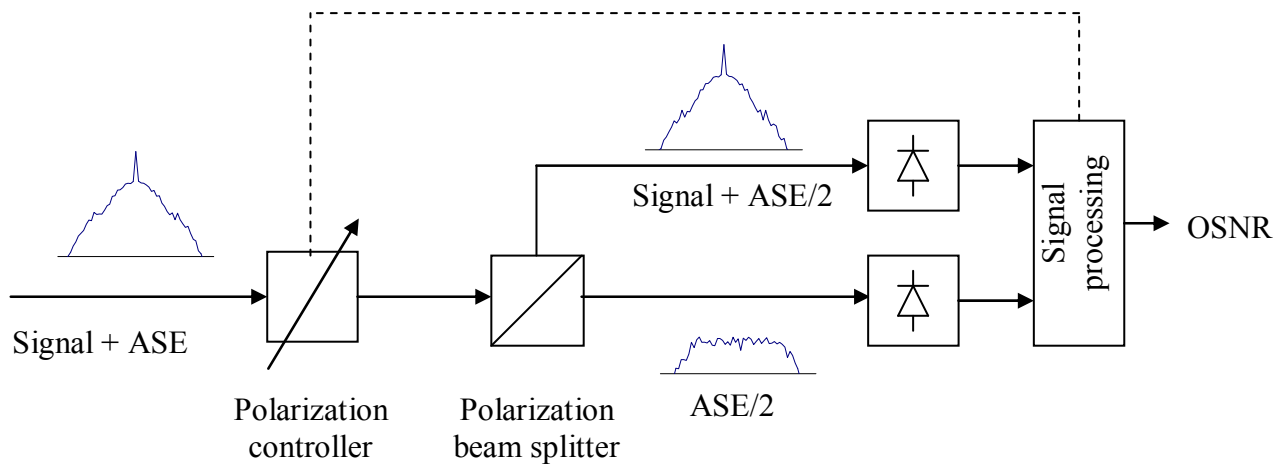 Signal + ASE
Polarization
controller
Polarization
beam splitter
Signal + ASE/2
ASE/2
Signal
processing
OSNR